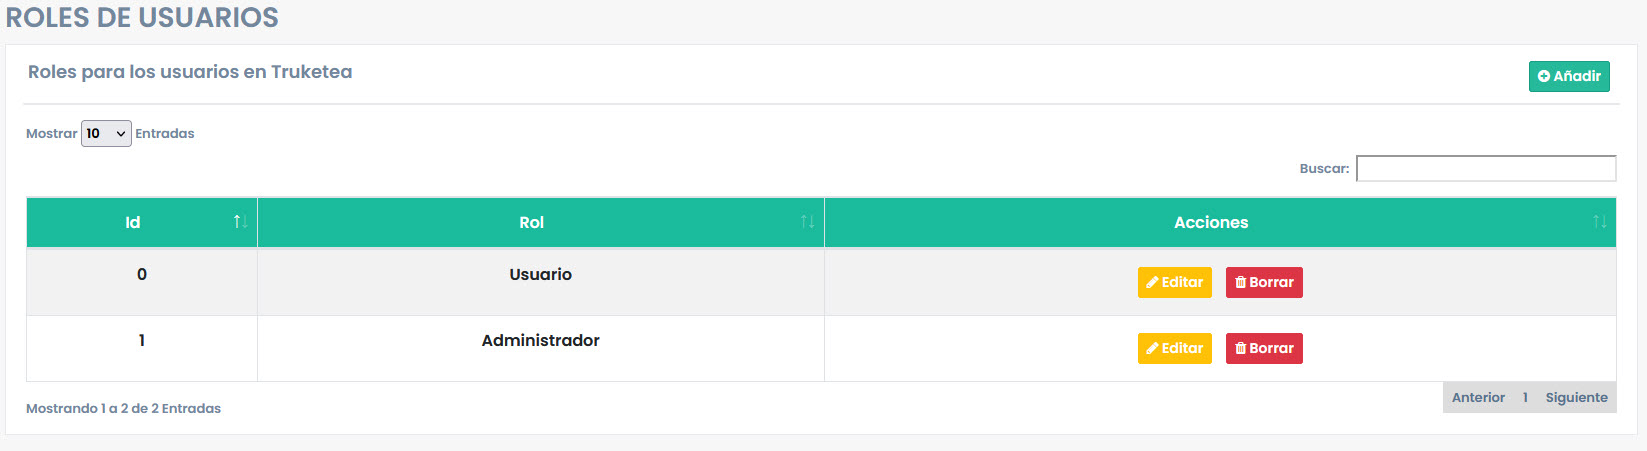 ROLES DE USUARIOS
Roles para los usuarios en Truketea
Añadir
Mostrar 10 Entradas
Buscar:
Id Rol Acciones
0 Usuario Editar Borrar
1 Administrador Editar Borrar
Mostrando 1 a 2 de 2 Entradas
Anterior 1 Siguiente